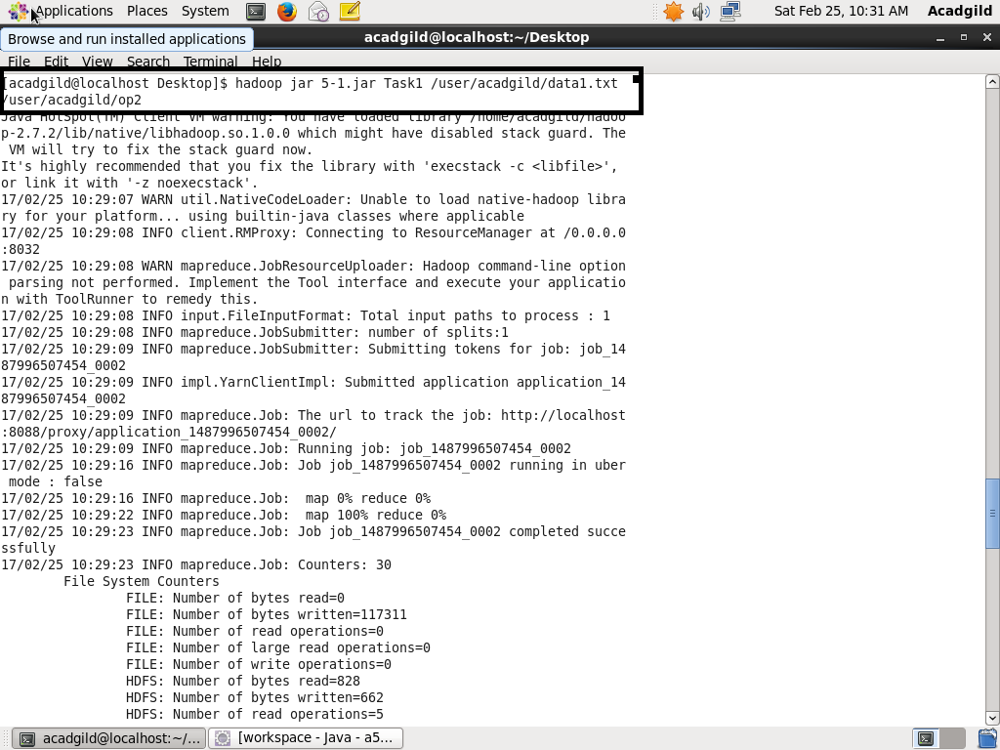 Applications Places System Sat Feb 25, 10:31 AM Acadgild
Browse and run installed applications
acadgild@localhost:~/Desktop
File Edit View Search Terminal Help
[acadgild@localhost Desktop]$ hadoop jar 5-1.jar Task1 /user/acadgild/data1.txt
/user/acadgild/op2
Java HotSpot(TM) Client VM warning: You have loaded library /home/acadgild/hadoo
p-2.7.2/lib/native/libhadoop.so.1.0.0 which might have disabled stack guard. The
 VM will try to fix the stack guard now.
It's highly recommended that you fix the library with 'execstack -c <libfile>',
or link it with '-z noexecstack'.
17/02/25 10:29:07 WARN util.NativeCodeLoader: Unable to load native-hadoop libra
ry for your platform... using builtin-java classes where applicable
17/02/25 10:29:08 INFO client.RMProxy: Connecting to ResourceManager at /0.0.0.0
:8032
17/02/25 10:29:08 WARN mapreduce.JobResourceUploader: Hadoop command-line option
 parsing not performed. Implement the Tool interface and execute your applicatio
n with ToolRunner to remedy this.
17/02/25 10:29:08 INFO input.FileInputFormat: Total input paths to process : 1
17/02/25 10:29:08 INFO mapreduce.JobSubmitter: number of splits:1
17/02/25 10:29:09 INFO mapreduce.JobSubmitter: Submitting tokens for job: job_14
87996507454_0002
17/02/25 10:29:09 INFO impl.YarnClientImpl: Submitted application application_14
87996507454_0002
17/02/25 10:29:09 INFO mapreduce.Job: The url to track the job: http://localhost
:8088/proxy/application_1487996507454_0002/
17/02/25 10:29:09 INFO mapreduce.Job: Running job: job_1487996507454_0002
17/02/25 10:29:16 INFO mapreduce.Job: Job job_1487996507454_0002 running in uber
 mode : false
17/02/25 10:29:16 INFO mapreduce.Job:  map 0% reduce 0%
17/02/25 10:29:22 INFO mapreduce.Job:  map 100% reduce 0%
17/02/25 10:29:23 INFO mapreduce.Job: Job job_1487996507454_0002 completed succe
ssfully
17/02/25 10:29:23 INFO mapreduce.Job: Counters: 30
File System Counters
FILE: Number of bytes read=0
FILE: Number of bytes written=117311
FILE: Number of read operations=0
FILE: Number of large read operations=0
FILE: Number of write operations=0
HDFS: Number of bytes read=828
HDFS: Number of bytes written=662
HDFS: Number of read operations=5
acadgild@localhost:~/... [workspace - Java - a5...